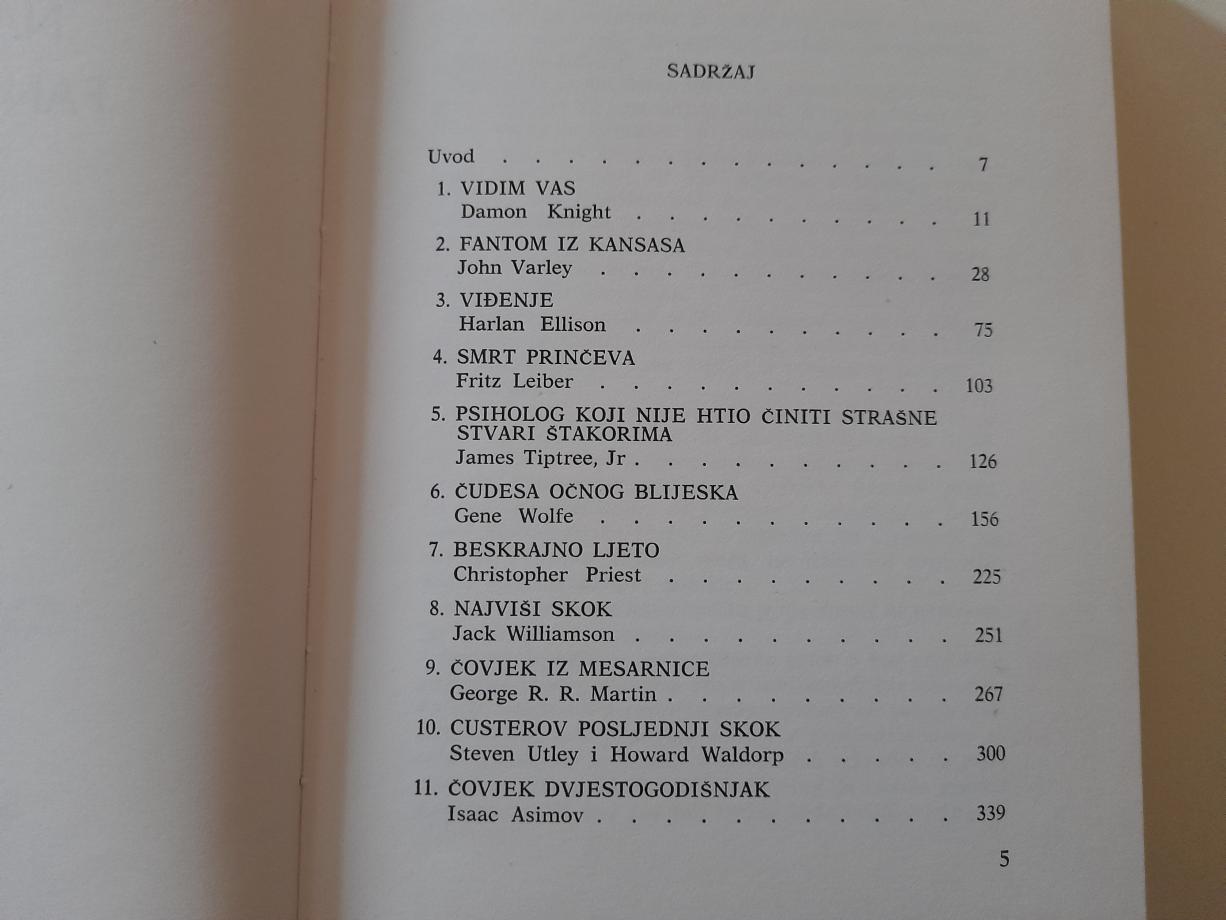 SADRŽAJ
Uvod . . . . . . . . . . . . . . 7
1. VIDIM VAS
Damon Knight . . . . . . . . . . 11
2. FANTOM IZ KANSASA
John Varley . . . . . . . . . . . 28
3. VIĐENJE
Harlan Ellison . . . . . . . . . . 75
4. SMRT PRINČEVA
Fritz Leiber . . . . . . . . . . . 103
5. PSIHOLOG KOJI NIJE HTIO ČINITI STRAŠNE
STVARI ŠTAKORIMA
James Tiptree, Jr . . . . . . . . . . 126
6. ČUDESA OČNOG BLIJESKA
Gene Wolfe . . . . . . . . . . . 156
7. BESKRAJNO LJETO
Christopher Priest . . . . . . . . . 225
8. NAJVIŠI SKOK
Jack Williamson . . . . . . . . . . 251
9. ČOVJEK IZ MESARNICE
George R. R. Martin . . . . . . . . . 267
10. CUSTEROV POSLJEDNJI SKOK
Steven Utley i Howard Waldorp . . . . . 300
11. ČOVJEK DVJESTOGODIŠNJAK
Isaac Asimov . . . . . . . . . . . 339
5